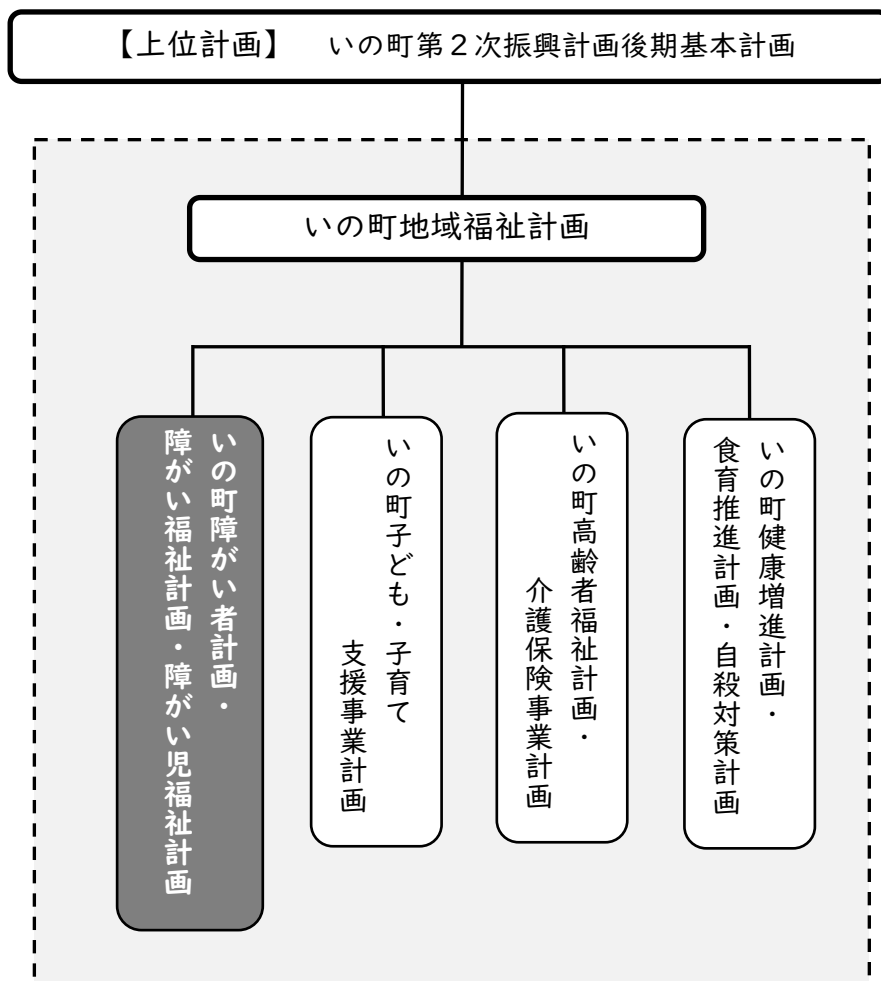 【上位計画】　いの町第２次振興計画後期基本計画
いの町地域福祉計画
いの町障がい者計画・
障がい福祉計画・障がい児福祉計画
いの町子ども・子育て
支援事業計画
いの町高齢者福祉計画・
介護保険事業計画
いの町健康増進計画・
食育推進計画・自殺対策計画